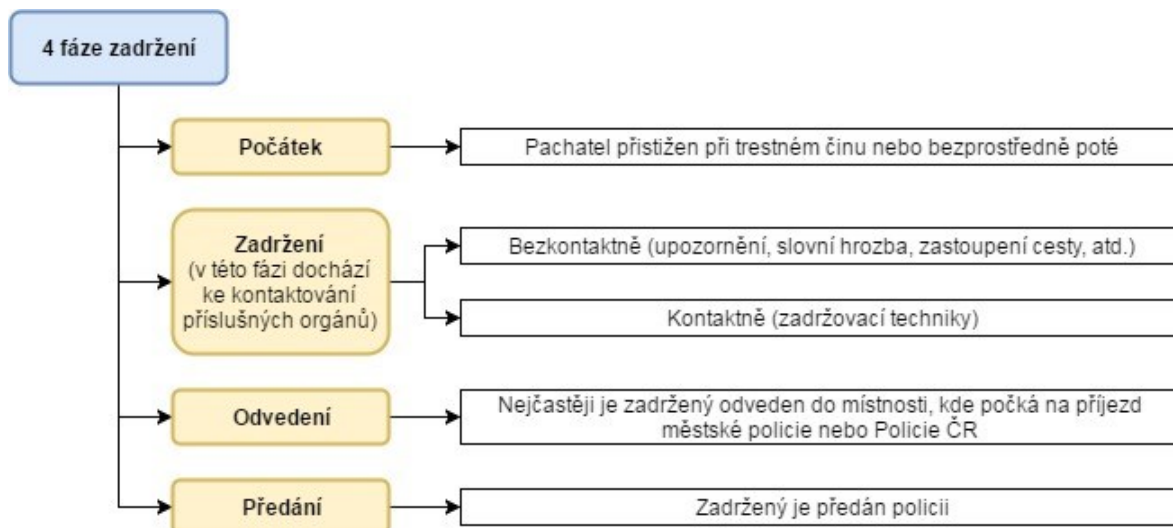 4 fáze zadržení
Počátek
Pachatel přistižen při trestném činu nebo bezprostředně poté
Zadržení
(v této fázi dochází
ke kontaktování
příslušných orgánů)
Bezkontaktně (upozornění, slovní hrozba, zastoupení cesty, atd.)
Kontaktně (zadržovací techniky)
Odvedení
Nejčastěji je zadržený odveden do místnosti, kde počká na příjezd
městské policie nebo Policie ČR
Předání
Zadržený je předán policii